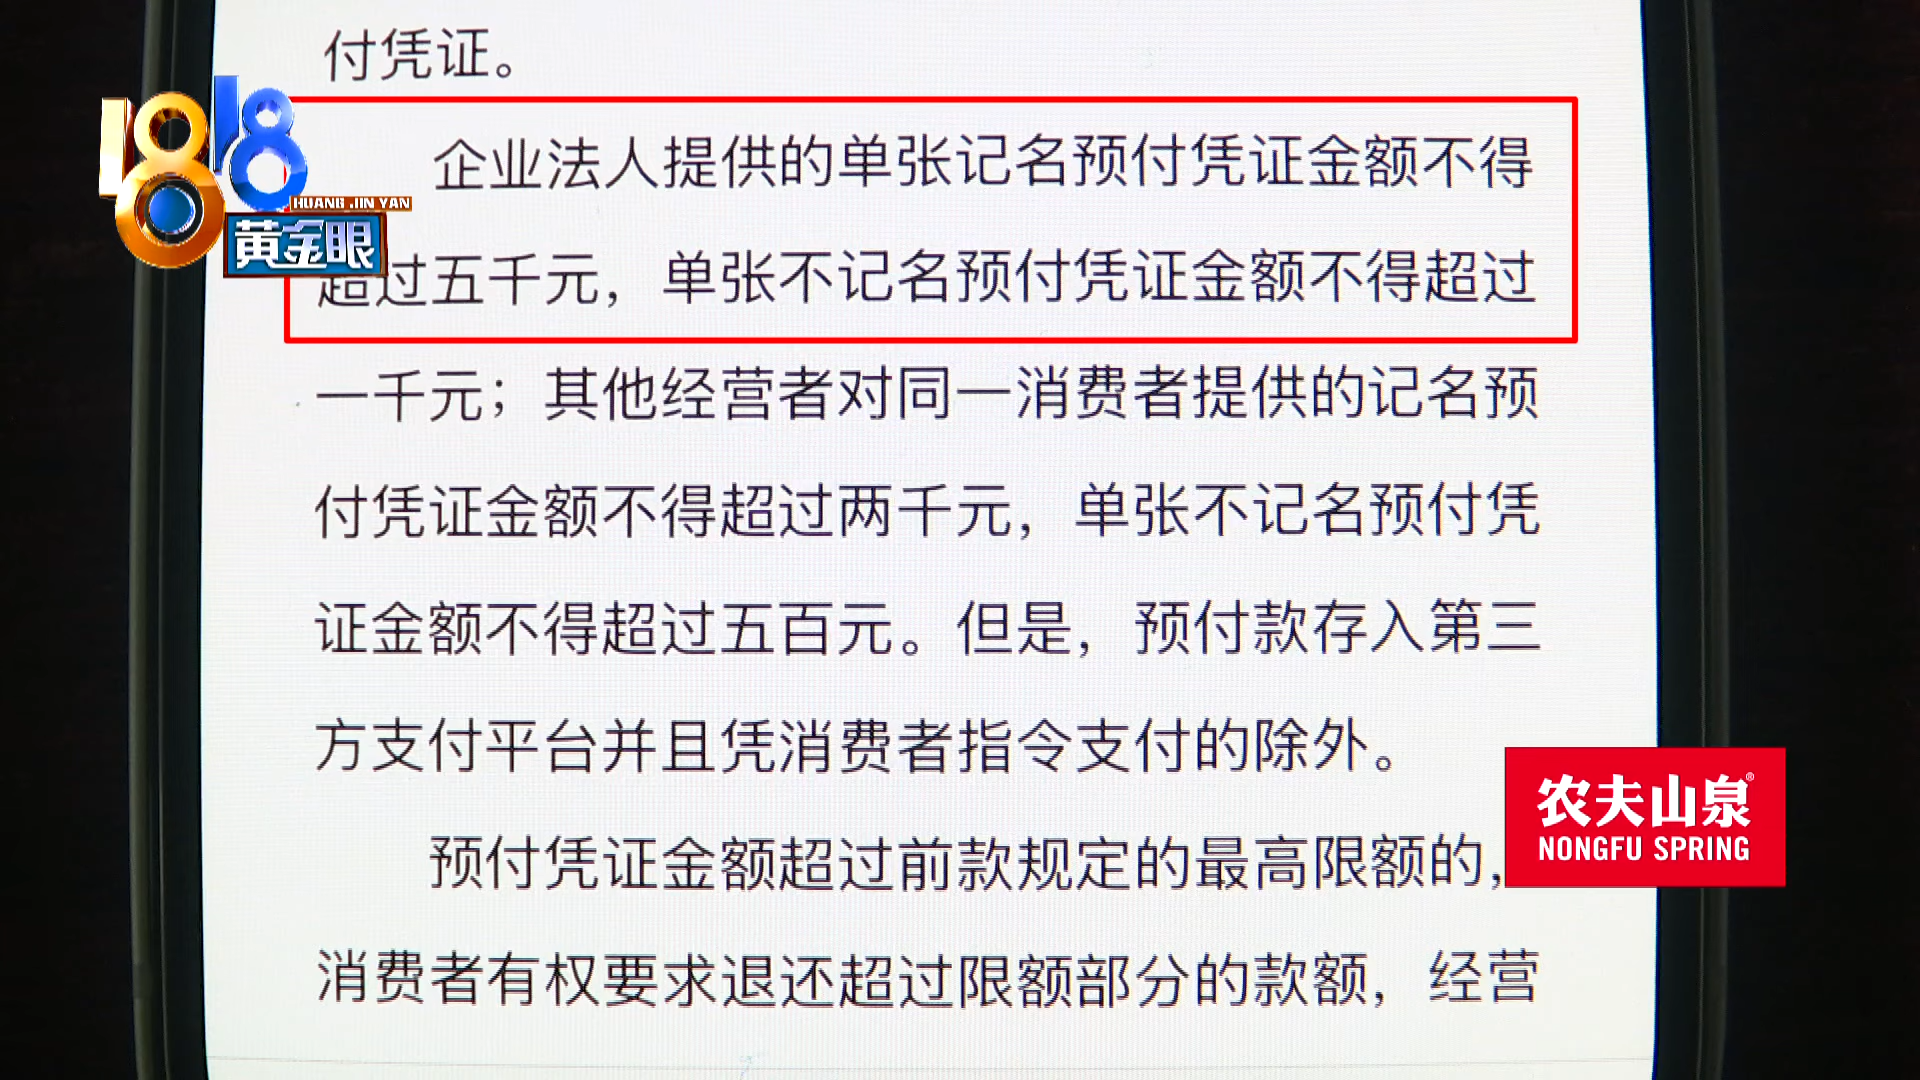 付凭证。
企业法人提供的单张记名预付凭证金额不得
超过五千元，单张不记名预付凭证金额不得超过
一千元；其他经营者对同一消费者提供的记名预
付凭证金额不得超过两千元，单张不记名预付凭
证金额不得超过五百元。但是，预付款存入第三
方支付平台并且凭消费者指令支付的除外。
预付凭证金额超过前款规定的最高限额的，
消费者有权要求退还超过限额部分的款额，经营
1818
HUANG JIN YAN
黄金眼
农夫山泉®
NONGFU SPRING